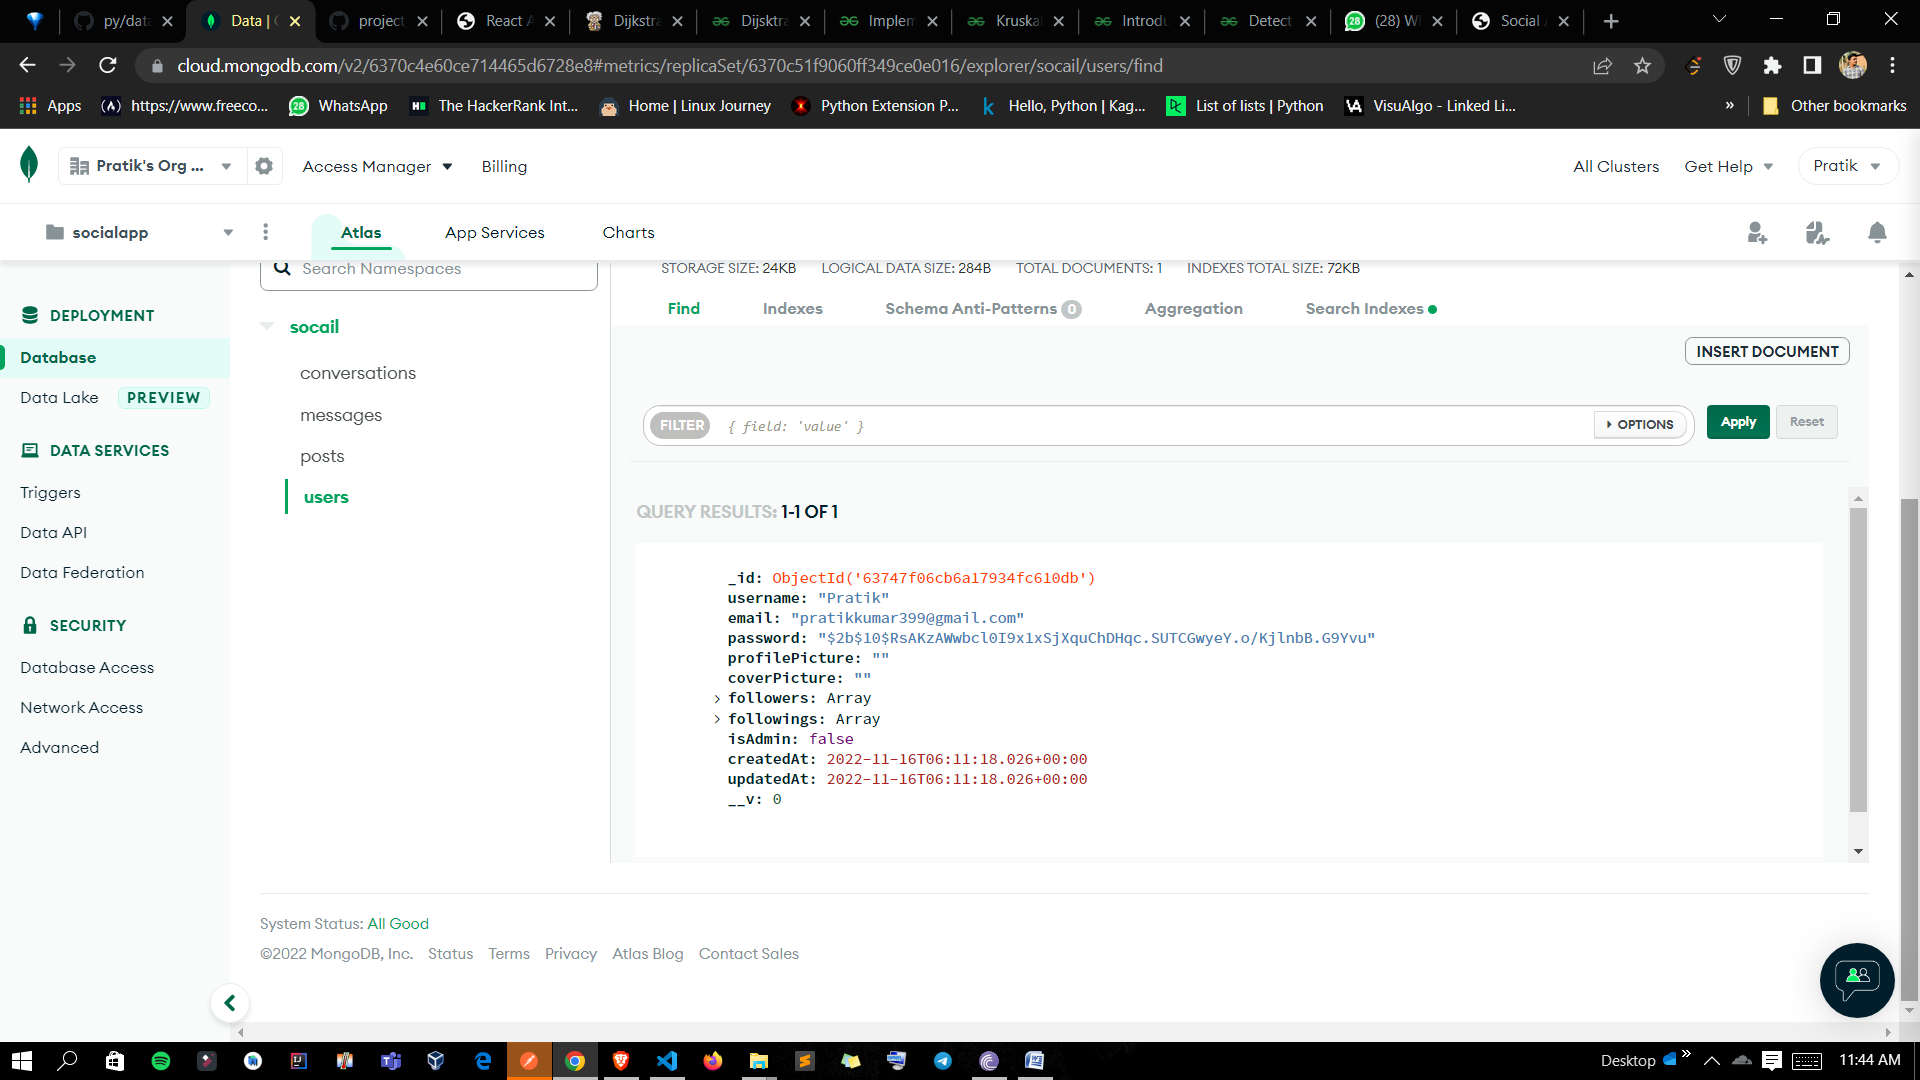 py/data
Data |
project
React A
Dijkstra
Dijsktra
Implem
Kruska
Introdu
Detect
(28) W
Social
cloud.mongodb.com/v2/6370c4e60ce714465d6728e8#metrics/replicaSet/6370c51f9060ff349ce0e016/explorer/socail/users/find
Apps
https://www.freeco...
28
WhatsApp
The HackerRank Int...
Home | Linux Journey
Python Extension P...
Hello, Python | Kag...
List of lists | Python
VisuAlgo - Linked Li...
»
Other bookmarks
Pratik's Org ...
Access Manager
Billing
All Clusters
Get Help
Pratik
socialapp
Atlas
App Services
Charts
Search Namespaces
STORAGE SIZE: 24KB
LOGICAL DATA SIZE: 284B
TOTAL DOCUMENTS: 1
INDEXES TOTAL SIZE: 72KB
DEPLOYMENT
Database
Data Lake
PREVIEW
DATA SERVICES
Triggers
Data API
Data Federation
SECURITY
Database Access
Network Access
Advanced
socail
conversations
messages
posts
users
Find
Indexes
Schema Anti-Patterns 0
Aggregation
Search Indexes
INSERT DOCUMENT
FILTER
{ field: 'value' }
OPTIONS
Apply
Reset
QUERY RESULTS: 1-1 OF 1
_id: ObjectId('63747f06cb6a17934fc610db')
username: "Pratik"
email: "pratikkumar399@gmail.com"
password: "$2b$10$RsAKzAWwbcl0I9x1xSjXquChDHqc.SUTCGwyeY.o/KjlnbB.G9Yvu"
profilePicture: ""
coverPicture: ""
followers: Array
followings: Array
isAdmin: false
createdAt: 2022-11-16T06:11:18.026+00:00
updatedAt: 2022-11-16T06:11:18.026+00:00
__v: 0
System Status: All Good
©2022 MongoDB, Inc.
Status
Terms
Privacy
Atlas Blog
Contact Sales
Desktop
»
11:44 AM